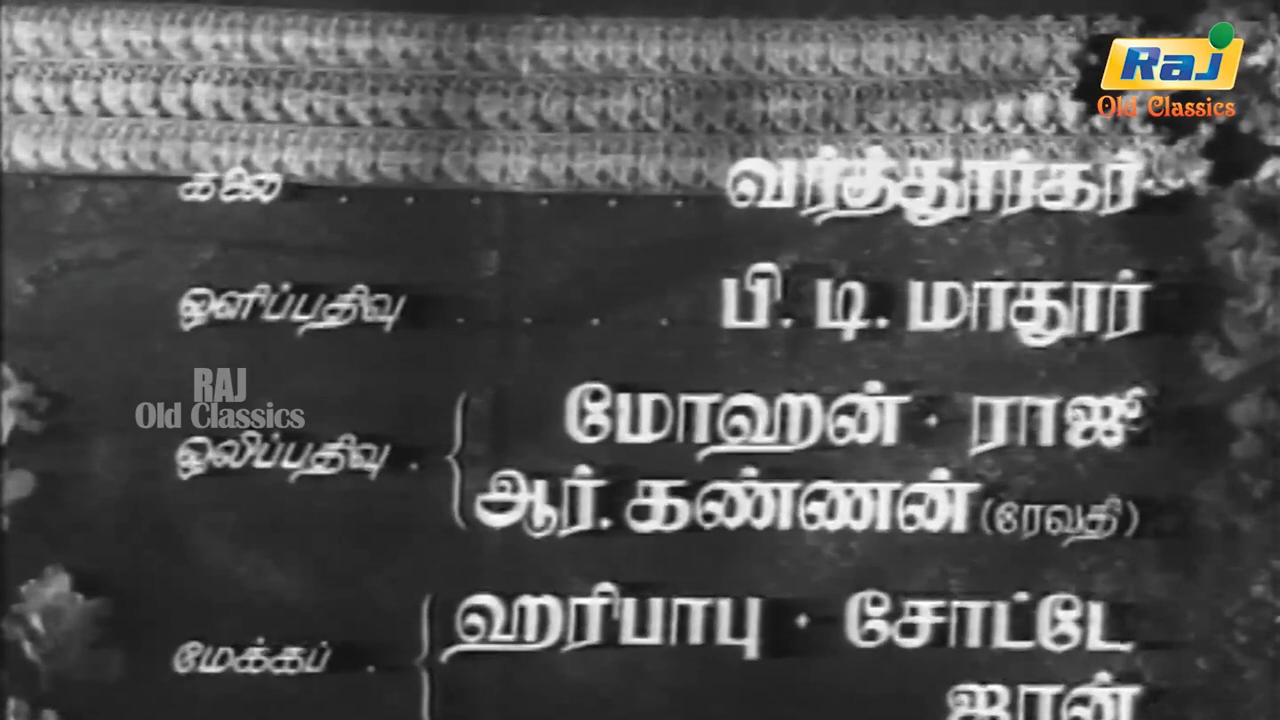 Raj
Old Classics
கலை . . . . . . வர்த்தூர்கர்
ஒளிப்பதிவு . . . . பி. டி. மாதூர்
RAJ
Old Classics
மோஹன் · ராஜு
ஒலிப்பதிவு .
ஆர். கண்ணன் (ரேவதி)
ஹரிபாபு · சோட்டே
மேக்கப் .
ஜான்